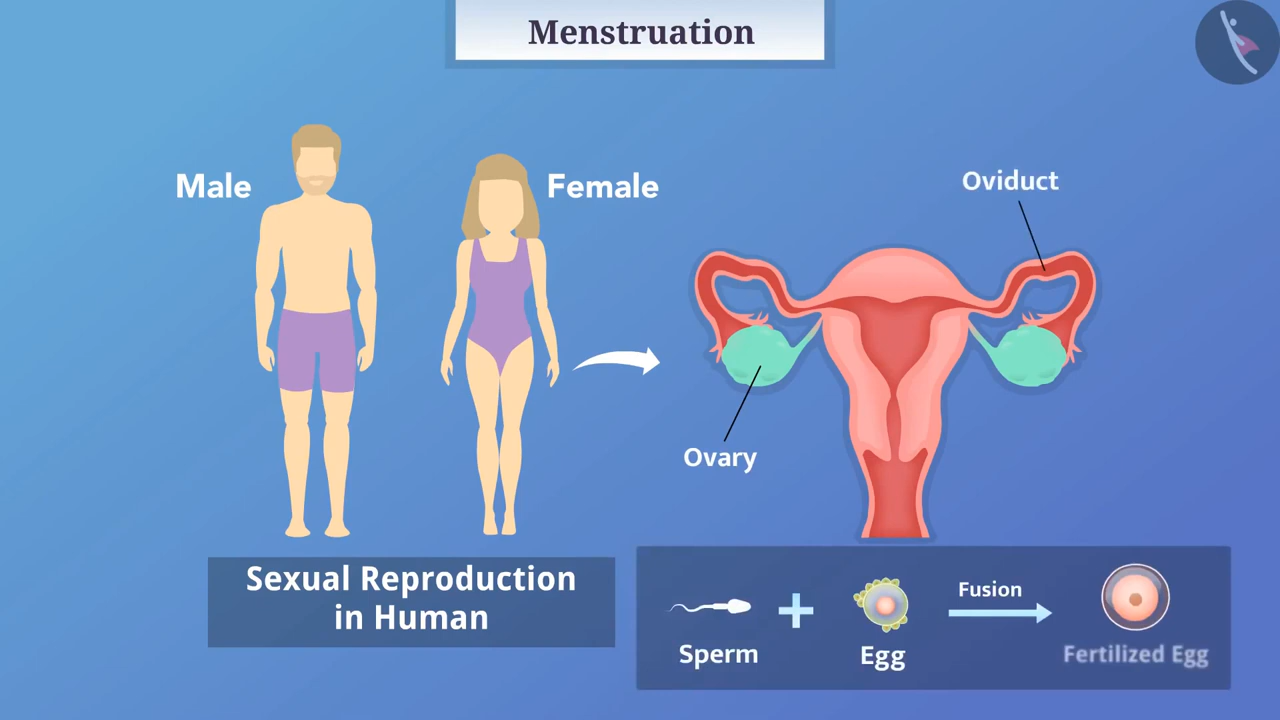 Menstruation
Male
Female
Oviduct
Ovary
Sexual Reproduction
in Human
Fusion
Sperm
Egg
Fertilized Egg